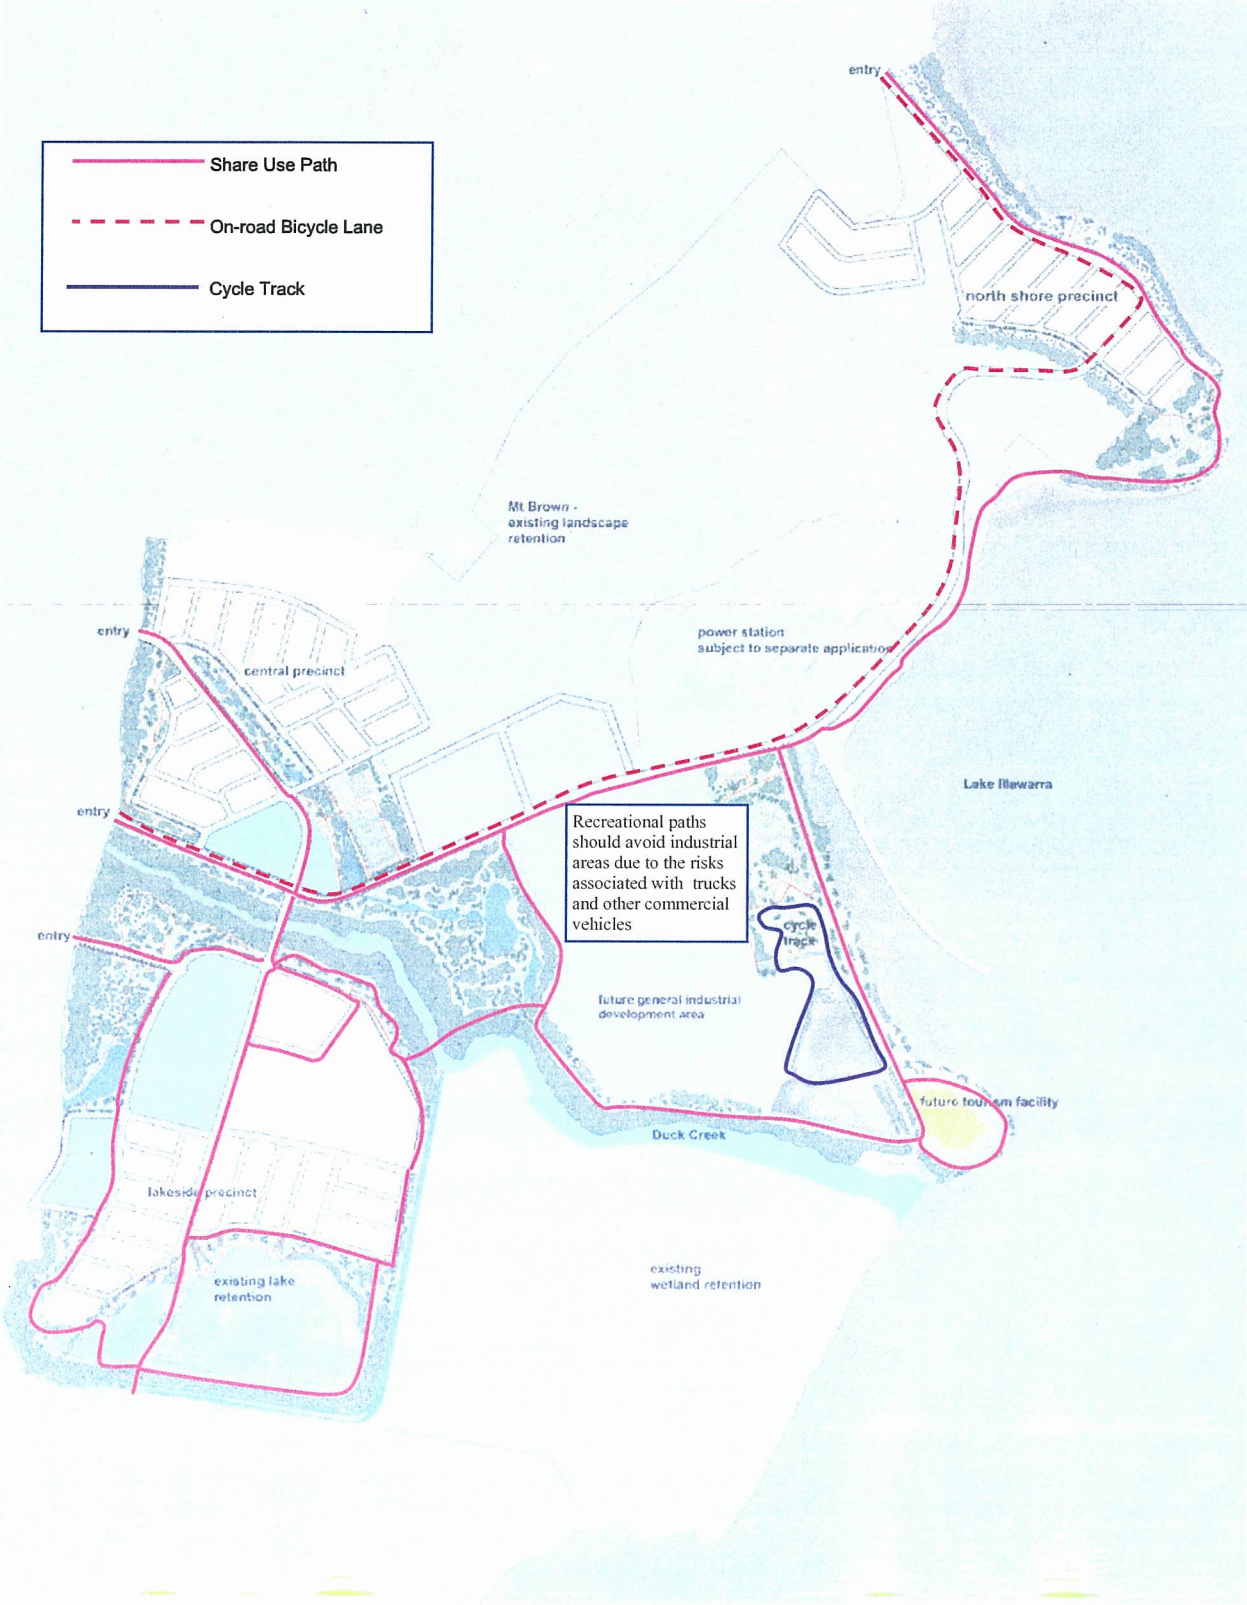 entry
Share Use Path
On-road Bicycle Lane
Cycle Track
north shore precinct
Mt Brown -
existing landscape
retention
entry
power station
subject to separate application
central precinct
Lake Illawarra
entry
Recreational paths
should avoid industrial
areas due to the risks
associated with trucks
and other commercial
vehicles
cycle
track
entry
future general industrial
development area
future tourism facility
Duck Creek
lakeside precinct
existing
wetland retention
existing lake
retention